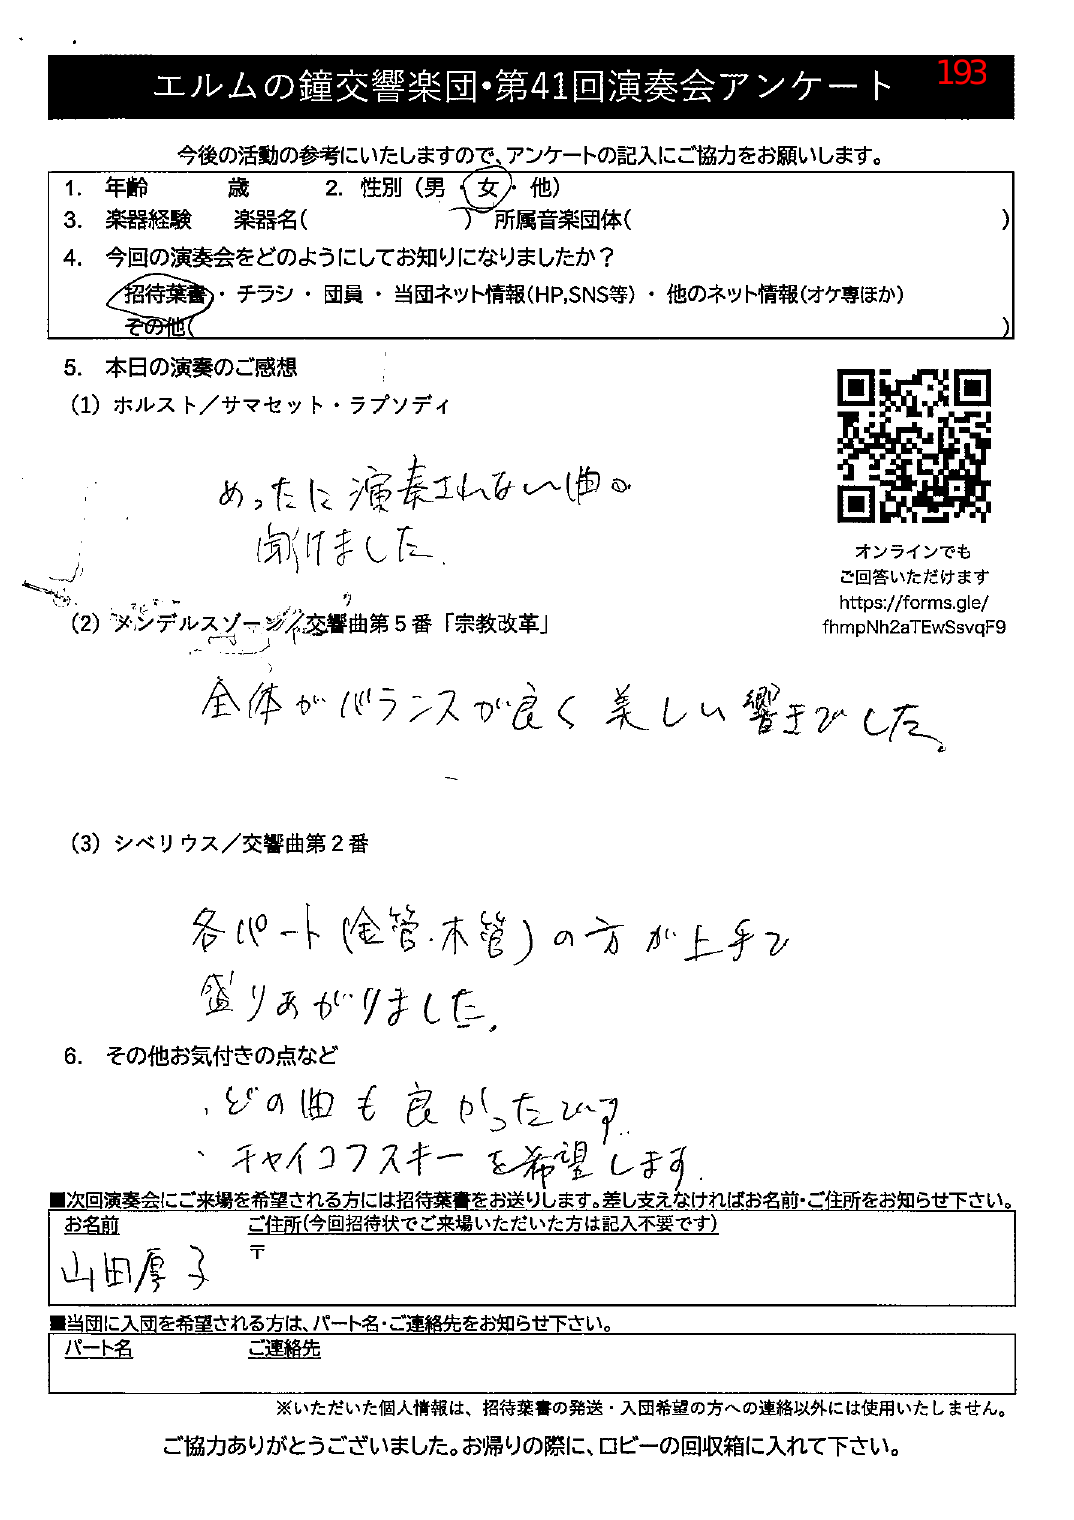 エルムの鐘交響楽団・第41回演奏会アンケート
193
今後の活動の参考にいたしますので、アンケートの記入にご協力をお願いします。
1. 年齢 歳 2. 性別（男・女・他）
3. 楽器経験 楽器名( ) 所属音楽団体( )
4. 今回の演奏会をどのようにしてお知りになりましたか？
招待葉書・チラシ・団員・当団ネット情報(HP,SNS等)・他のネット情報(オケ専ほか)
その他( )
5. 本日の演奏のご感想
(1) ホルスト／サマセット・ラプソディ
めったに演奏されない曲。
聞けました.
オンラインでも
ご回答いただけます
https://forms.gle/
fhmpNh2aTEwSsvqF9
(2) メンデルスゾーン／交響曲第５番「宗教改革」
全体がバランスが良く美しい響きでした。
(3) シベリウス／交響曲第２番
各パート(金管・木管)の方が上手で
盛りあがりました.
6. その他お気付きの点など
・どの曲も良かったです.
・チャイコフスキーを希望します.
■次回演奏会にご来場を希望される方には招待葉書をお送りします。差し支えなければお名前・ご住所をお知らせ下さい。
お名前 ご住所(今回招待状でご来場いただいた方は記入不要です)
〒
山田厚子
■当団に入団を希望される方は、パート名・ご連絡先をお知らせ下さい。
パート名 ご連絡先
※いただいた個人情報は、招待葉書の発送・入団希望の方への連絡以外には使用いたしません。
ご協力ありがとうございました。お帰りの際に、ロビーの回収箱に入れて下さい。